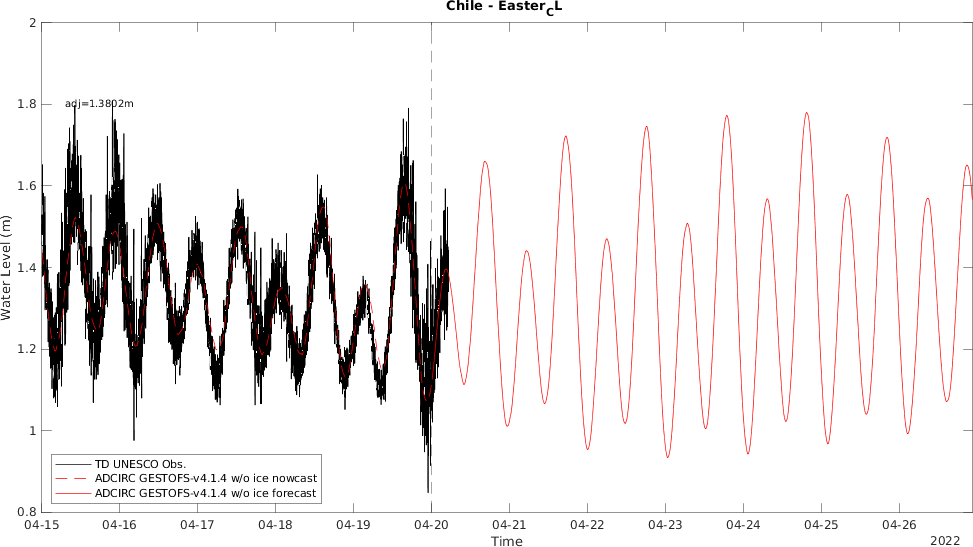 Chile - Easter_CL
2
1.8
1.6
1.4
1.2
1
0.8
Water Level (m)
adj=1.3802m
TD UNESCO Obs.
ADCIRC GESTOFS-v4.1.4 w/o ice nowcast
ADCIRC GESTOFS-v4.1.4 w/o ice forecast
04-15 04-16 04-17 04-18 04-19 04-20 04-21 04-22 04-23 04-24 04-25 04-26
Time
2022